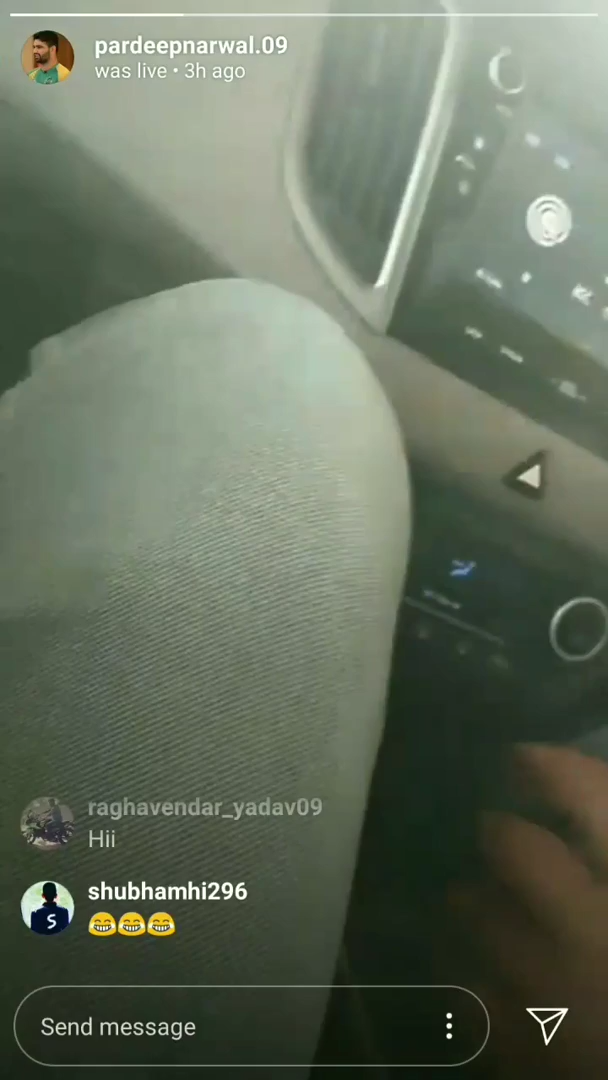 pardeepnarwal.09
was live • 3h ago
raghavendar_yadav09
Hii
shubhamhi296
😂😂😂
Send message